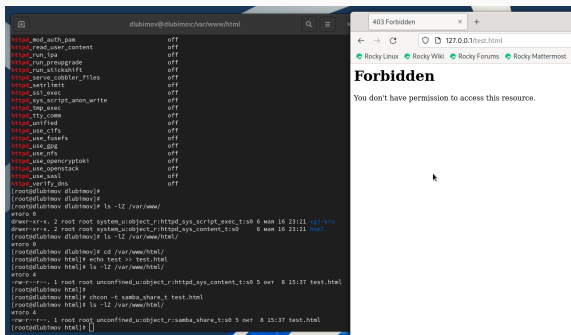 dlubimov@dlubimov:/var/www/html
httpd_mod_auth_pam off
httpd_read_user_content off
httpd_run_ipa off
httpd_run_preupgrade off
httpd_run_stickshift off
httpd_serve_cobbler_files off
httpd_setrlimit off
httpd_ssi_exec off
httpd_sys_script_anon_write off
httpd_tmp_exec off
httpd_tty_comm off
httpd_unified off
httpd_use_cifs off
httpd_use_fusefs off
httpd_use_gpg off
httpd_use_nfs off
httpd_use_opencryptoki off
httpd_use_openstack off
httpd_use_sasl off
httpd_verify_dns off
[root@dlubimov dlubimov]#
[root@dlubimov dlubimov]# ls -lZ /var/www/
итого 0
drwxr-xr-x. 2 root root system_u:object_r:httpd_sys_script_exec_t:s0 6 мая 16 23:21 cgi-bin
drwxr-xr-x. 2 root root system_u:object_r:httpd_sys_content_t:s0 6 мая 16 23:21 html
[root@dlubimov dlubimov]# ls -lZ /var/www/html/
итого 0
[root@dlubimov dlubimov]# cd /var/www/html/
[root@dlubimov html]# echo test >> test.html
[root@dlubimov html]# ls -lZ /var/www/html/
итого 4
-rw-r--r--. 1 root root unconfined_u:object_r:httpd_sys_content_t:s0 5 окт 8 15:37 test.html
[root@dlubimov html]#
[root@dlubimov html]# chcon -t samba_share_t test.html
[root@dlubimov html]# ls -lZ /var/www/html/
итого 4
-rw-r--r--. 1 root root unconfined_u:object_r:samba_share_t:s0 5 окт 8 15:37 test.html
[root@dlubimov html]#
403 Forbidden
127.0.0.1/test.html
Rocky Linux Rocky Wiki Rocky Forums Rocky Mattermost
Forbidden
You don't have permission to access this resource.